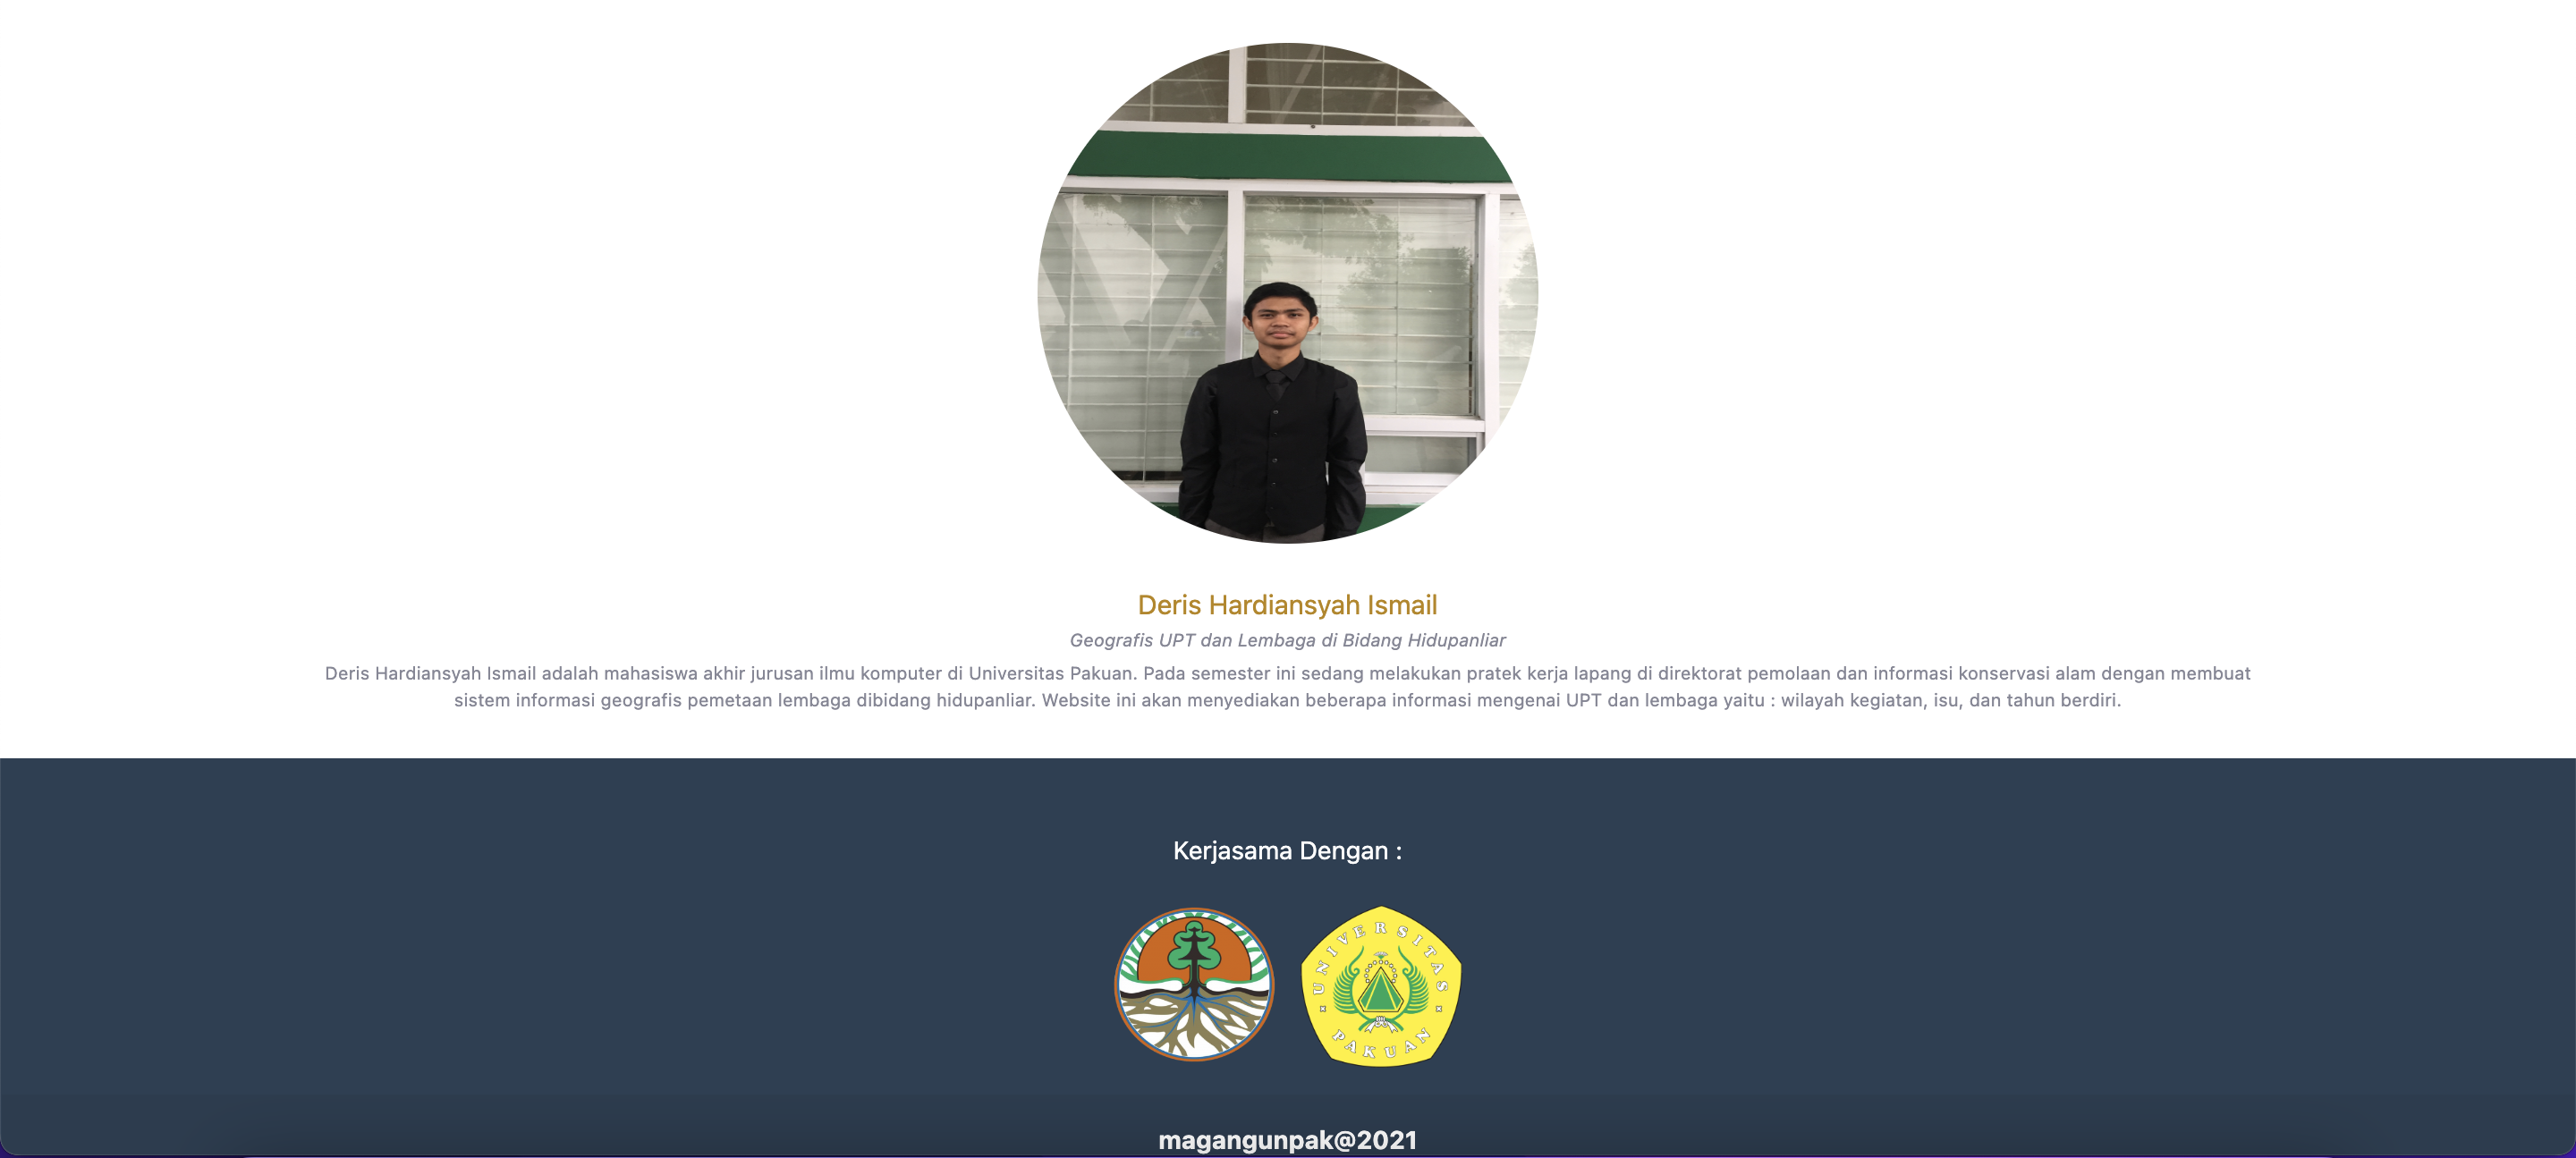 Deris Hardiansyah Ismail
Geografis UPT dan Lembaga di Bidang Hidupanliar
Deris Hardiansyah Ismail adalah mahasiswa akhir jurusan ilmu komputer di Universitas Pakuan. Pada semester ini sedang melakukan pratek kerja lapang di direktorat pemolaan dan informasi konservasi alam dengan membuat
sistem informasi geografis pemetaan lembaga dibidang hidupanliar. Website ini akan menyediakan beberapa informasi mengenai UPT dan lembaga yaitu : wilayah kegiatan, isu, dan tahun berdiri.
Kerjasama Dengan :
UNIVERSITAS
PAKUAN
magangunpak@2021